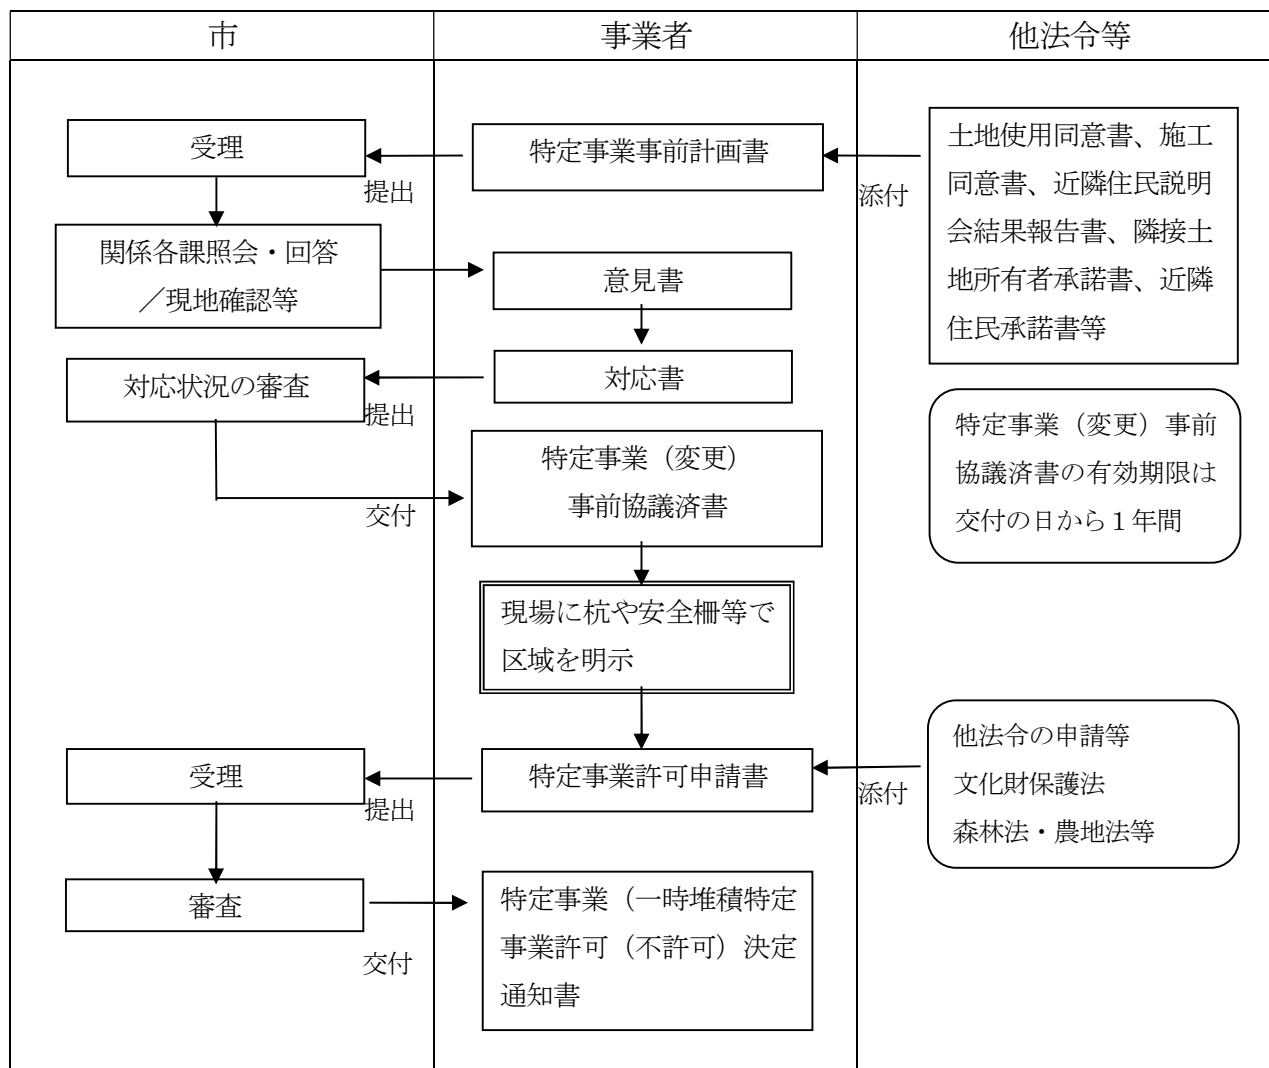 市
事業者
他法令等
受理
特定事業事前計画書
土地使用同意書、施工
同意書、近隣住民説明
会結果報告書、隣接土
地所有者承諾書、近隣
住民承諾書等
提出
添付
関係各課照会・回答
／現地確認等
意見書
対応状況の審査
対応書
提出
特定事業（変更）事前
協議済書の有効期限は
交付の日から１年間
特定事業（変更）
事前協議済書
交付
現場に杭や安全柵等で
区域を明示
受理
特定事業許可申請書
他法令の申請等
文化財保護法
森林法・農地法等
提出
添付
審査
特定事業（一時堆積特定
事業許可（不許可）決定
通知書
交付